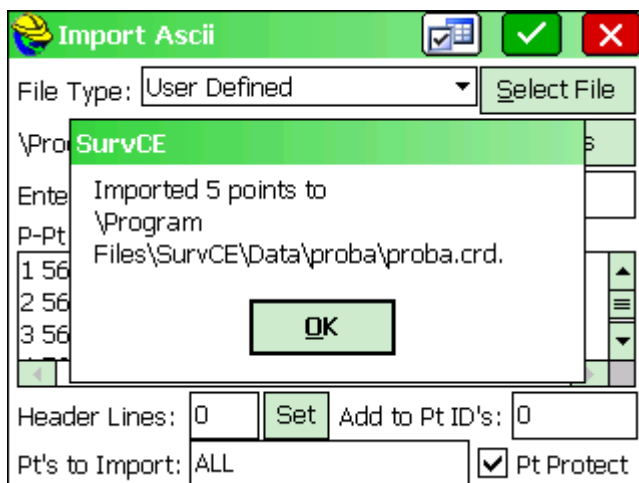 Import Ascii
File Type: User Defined Select File
\Pro
SurvCE
s
Imported 5 points to
\Program
Files\SurvCE\Data\proba\proba.crd.
OK
Ente
P-Pt
1 56
2 56
3 56
Header Lines: 0 Set Add to Pt ID's: 0
Pt's to Import: ALL Pt Protect